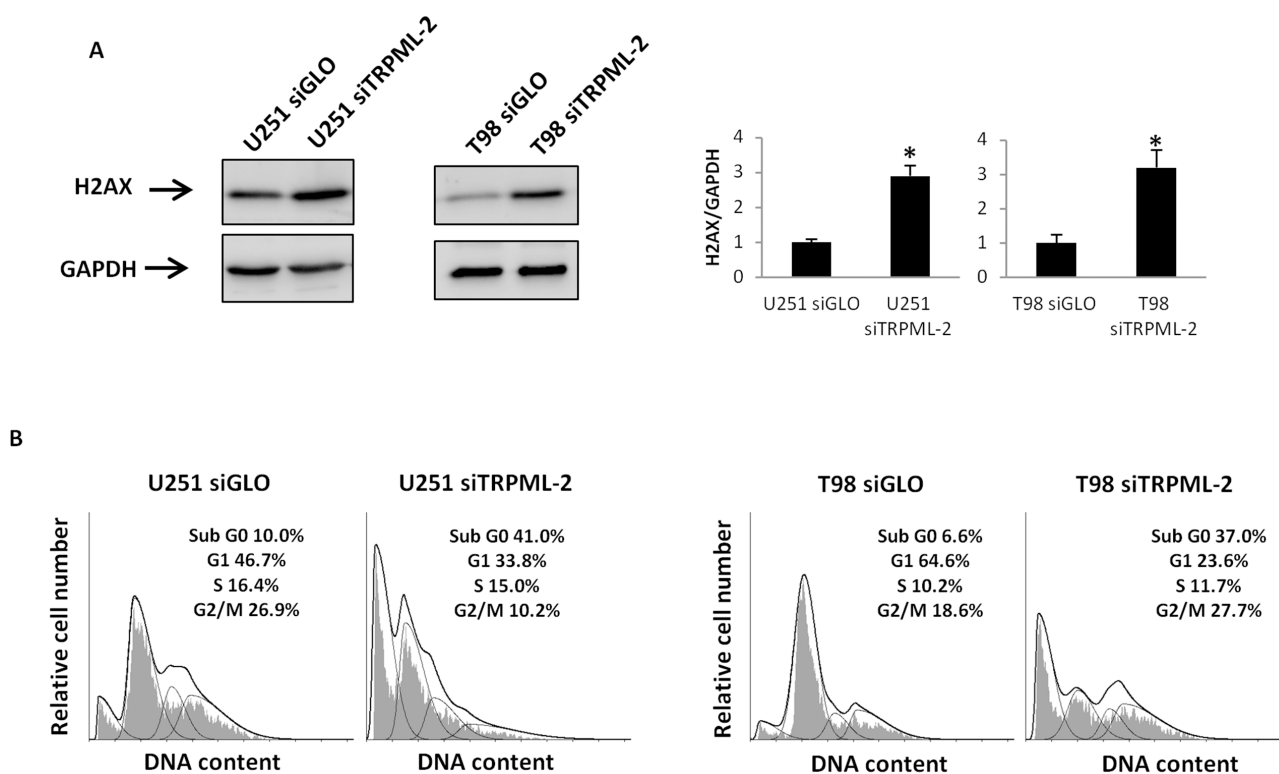 A
U251 siGLO
U251 siTRPML-2
T98 siGLO
T98 siTRPML-2
H2AX
GAPDH
H2AX/GAPDH
4
3
2
1
0
*
U251 siGLO
U251
siTRPML-2
4
3
2
1
0
*
T98 siGLO
T98
siTRPML-2
B
U251 siGLO
Relative cell number
Sub G0 10.0%
G1 46.7%
S 16.4%
G2/M 26.9%
DNA content
U251 siTRPML-2
Sub G0 41.0%
G1 33.8%
S 15.0%
G2/M 10.2%
DNA content
T98 siGLO
Relative cell number
Sub G0 6.6%
G1 64.6%
S 10.2%
G2/M 18.6%
DNA content
T98 siTRPML-2
Sub G0 37.0%
G1 23.6%
S 11.7%
G2/M 27.7%
DNA content